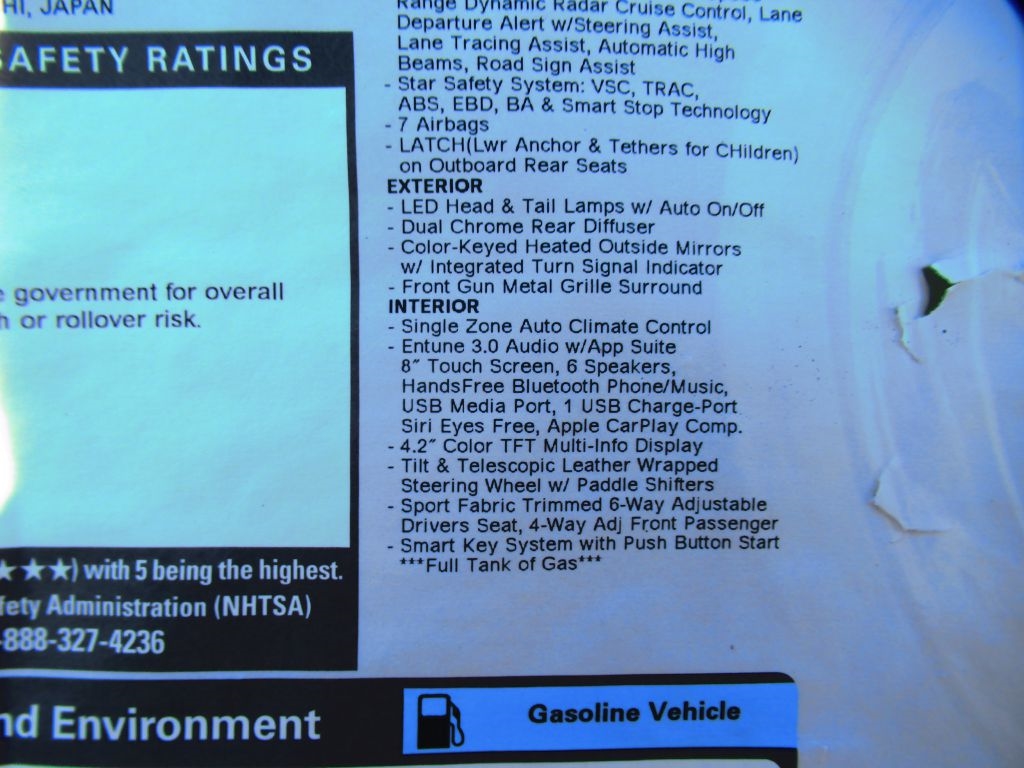 HI, JAPAN
SAFETY RATINGS
e government for overall
h or rollover risk.
★★★) with 5 being the highest.
fety Administration (NHTSA)
-888-327-4236
Range Dynamic Radar Cruise Control, Lane
Departure Alert w/Steering Assist,
Lane Tracing Assist, Automatic High
Beams, Road Sign Assist
- Star Safety System: VSC, TRAC,
ABS, EBD, BA & Smart Stop Technology
- 7 Airbags
- LATCH(Lwr Anchor & Tethers for CHildren)
on Outboard Rear Seats
EXTERIOR
- LED Head & Tail Lamps w/ Auto On/Off
- Dual Chrome Rear Diffuser
- Color-Keyed Heated Outside Mirrors
w/ Integrated Turn Signal Indicator
- Front Gun Metal Grille Surround
INTERIOR
- Single Zone Auto Climate Control
- Entune 3.0 Audio w/App Suite
8" Touch Screen, 6 Speakers,
HandsFree Bluetooth Phone/Music,
USB Media Port, 1 USB Charge-Port
Siri Eyes Free, Apple CarPlay Comp.
- 4.2" Color TFT Multi-Info Display
- Tilt & Telescopic Leather Wrapped
Steering Wheel w/ Paddle Shifters
- Sport Fabric Trimmed 6-Way Adjustable
Drivers Seat, 4-Way Adj Front Passenger
- Smart Key System with Push Button Start
***Full Tank of Gas***
nd Environment
Gasoline Vehicle